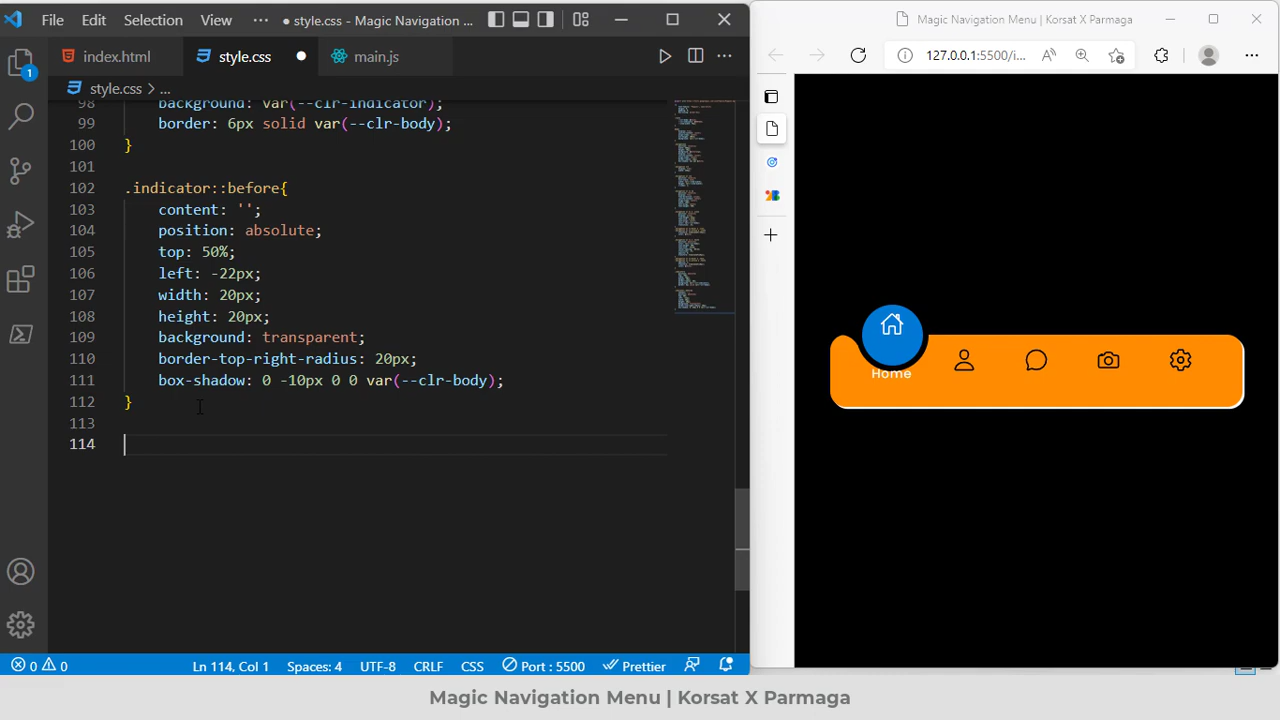 File Edit Selection View ··· ● style.css - Magic Navigation ...
Magic Navigation Menu | Korsat X Parmaga
index.html
style.css
main.js
127.0.0.1:5500/i...
style.css > ...
1
98 background: var(--clr-indicator);
99 border: 6px solid var(--clr-body);
100 }
101
102 .indicator::before{
103 content: '';
104 position: absolute;
105 top: 50%;
106 left: -22px;
107 width: 20px;
108 height: 20px;
109 background: transparent;
110 border-top-right-radius: 20px;
111 box-shadow: 0 -10px 0 0 var(--clr-body);
112 }
113
114
Home
0 0 Ln 114, Col 1 Spaces: 4 UTF-8 CRLF CSS Port : 5500 Prettier
Magic Navigation Menu | Korsat X Parmaga